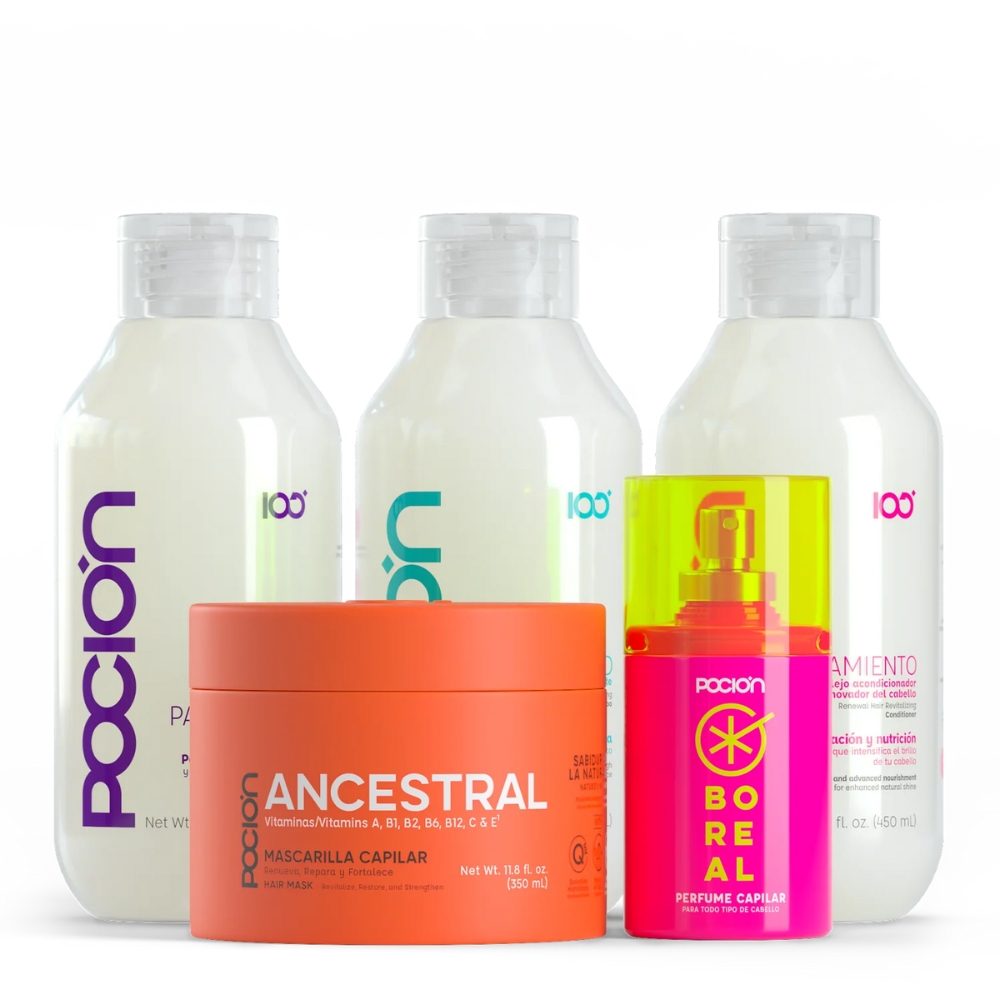 POCIÓN
100+
PA
Net Wt
100+
100+
AMIENTO
lejo acondicionador
novador del cabello
Renewal Hair Revitalizing
Conditioner
ación y nutrición
que intensifica el brillo
de tu cabello
and advanced nourishment
for enhanced natural shine
fl. oz. (450 mL)
POCIÓN
ANCESTRAL
Vitaminas/Vitamins A, B1, B2, B6, B12, C & E¹
MASCARILLA CAPILAR
Renueva, Repara y Fortalece
HAIR MASK - Revitalize, Restore, and Strengthen
Net Wt. 11.8 fl. oz.
(350 mL)
SABIDUR
LA NATUR
POCIÓN
BO
RE
AL
PERFUME CAPILAR
PARA TODO TIPO DE CABELLO